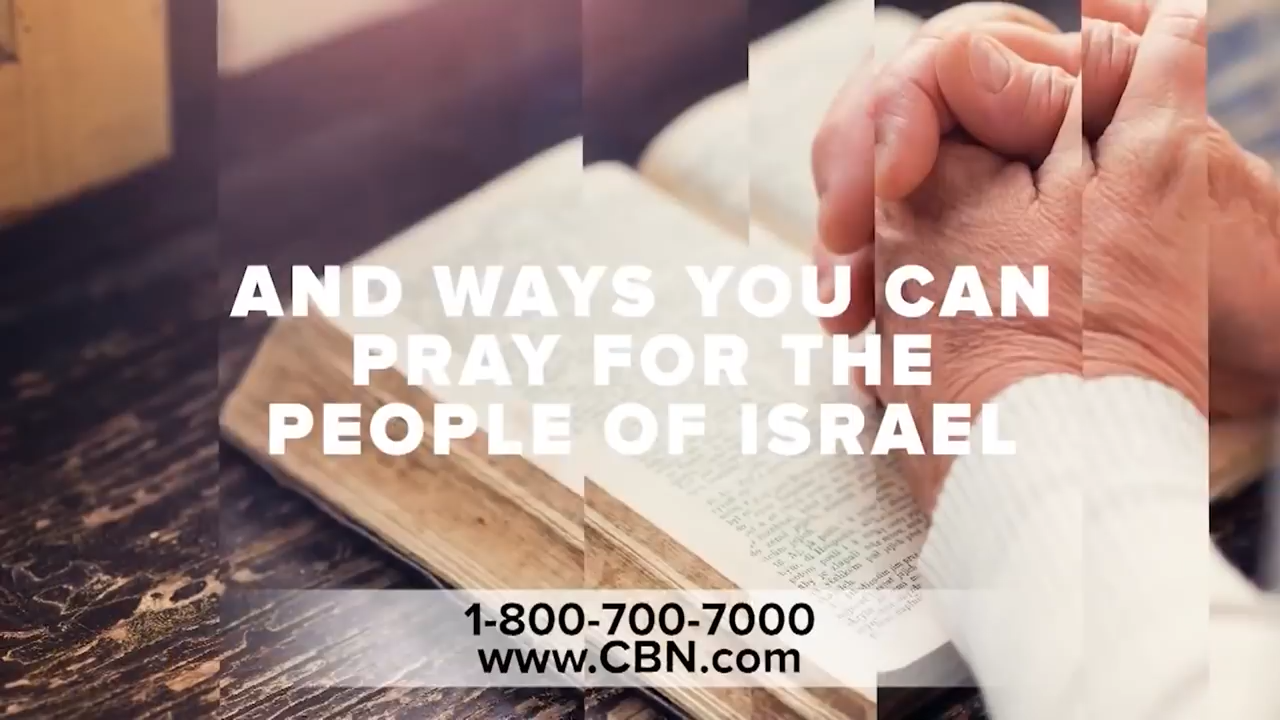 AND WAYS YOU CAN
PRAY FOR THE
PEOPLE OF ISRAEL
1-800-700-7000
www.CBN.com